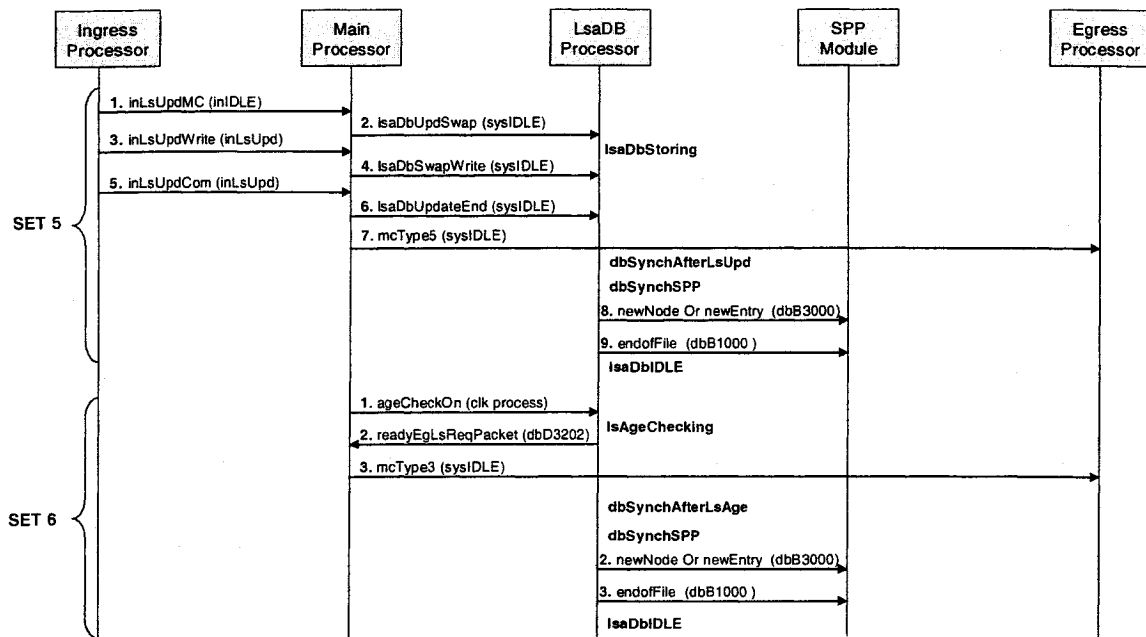 Ingress Processor
Main Processor
LsaDB Processor
SPP Module
Egress Processor
1. inLsUpdMC (inIDLE)
2. lsaDbUpdSwap (sysIDLE)
3. inLsUpdWrite (inLsUpd)
lsaDbStoring
4. lsaDbSwapWrite (sysIDLE)
5. inLsUpdCom (inLsUpd)
6. lsaDbUpdateEnd (sysIDLE)
SET 5
7. mcType5 (sysIDLE)
dbSynchAfterLsUpd
dbSynchSPP
8. newNode Or newEntry (dbB3000)
9. endofFile (dbB1000 )
lsaDbIDLE
1. ageCheckOn (clk process)
lsAgeChecking
2. readyEgLsReqPacket (dbD3202)
3. mcType3 (sysIDLE)
SET 6
dbSynchAfterLsAge
dbSynchSPP
2. newNode Or newEntry (dbB3000)
3. endofFile (dbB1000 )
lsaDbIDLE